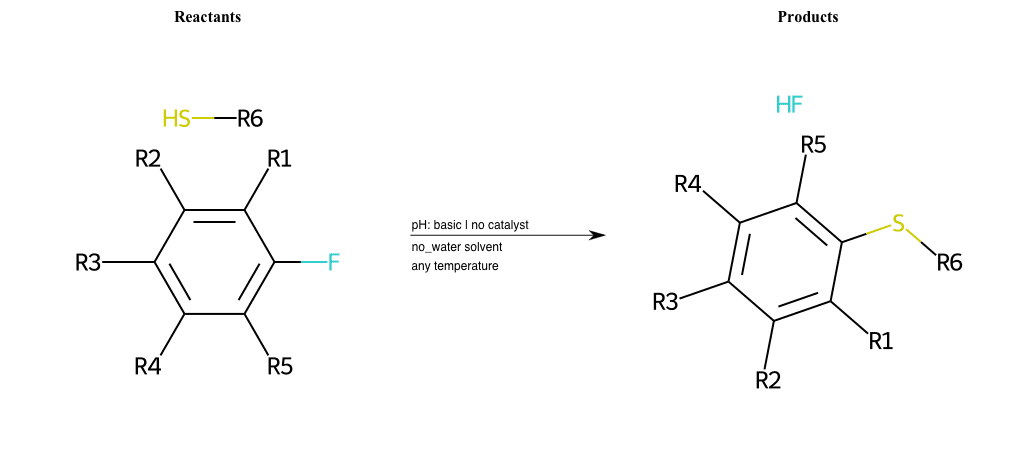 Reactants
Products
HS
R6
R2
R1
R3
F
R4
R5
pH: basic | no catalyst
no_water solvent
any temperature
HF
R5
R4
S
R6
R3
R1
R2